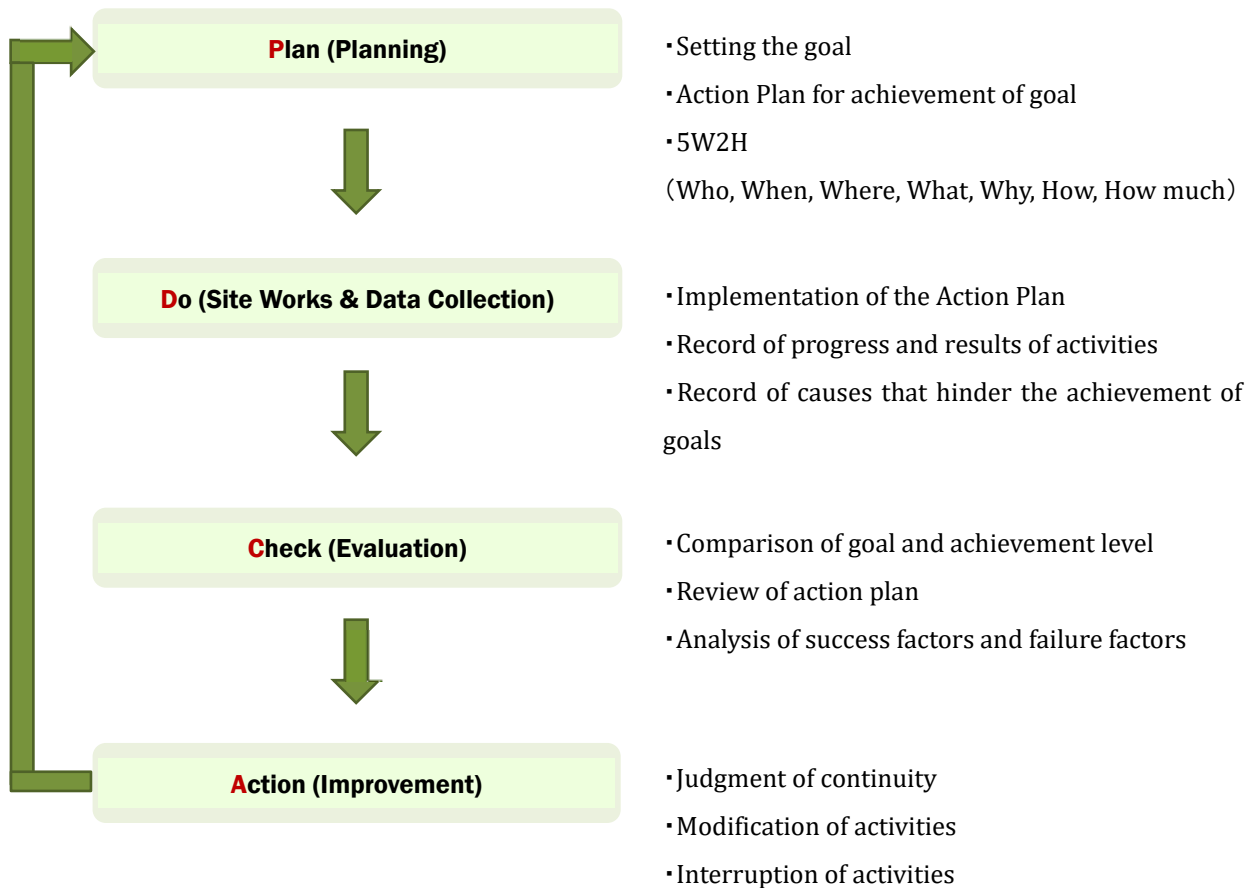 Plan (Planning)
・Setting the goal
・Action Plan for achievement of goal
・5W2H
（Who, When, Where, What, Why, How, How much）
Do (Site Works & Data Collection)
・Implementation of the Action Plan
・Record of progress and results of activities
・Record of causes that hinder the achievement of
goals
Check (Evaluation)
・Comparison of goal and achievement level
・Review of action plan
・Analysis of success factors and failure factors
Action (Improvement)
・Judgment of continuity
・Modification of activities
・Interruption of activities